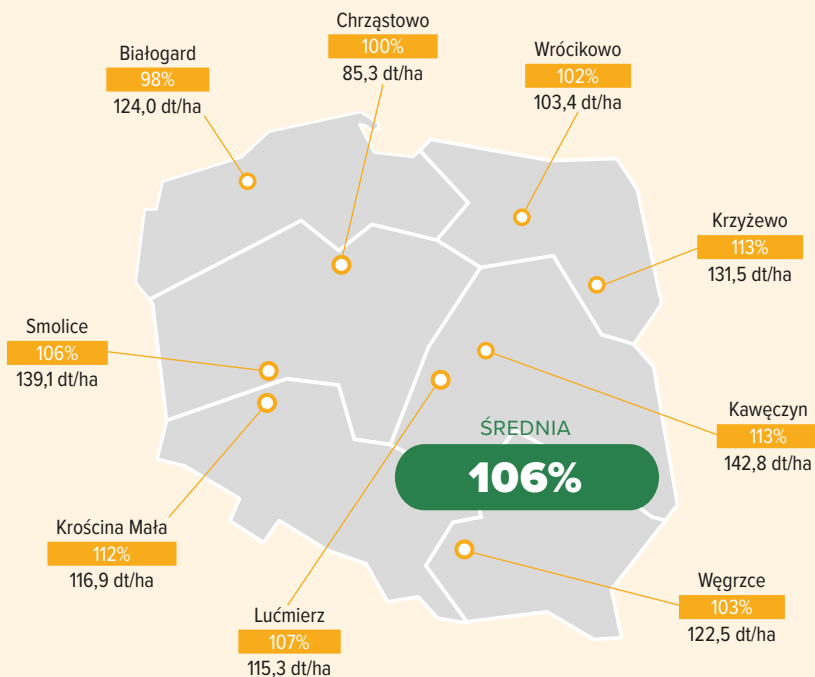 Chrząstowo
100%
85,3 dt/ha
Białogard
98%
124,0 dt/ha
Wrócikowo
102%
103,4 dt/ha
Krzyżewo
113%
131,5 dt/ha
Smolice
106%
139,1 dt/ha
Kawęczyn
113%
142,8 dt/ha
ŚREDNIA
106%
Krościna Mała
112%
116,9 dt/ha
Węgrzce
103%
122,5 dt/ha
Lućmierz
107%
115,3 dt/ha